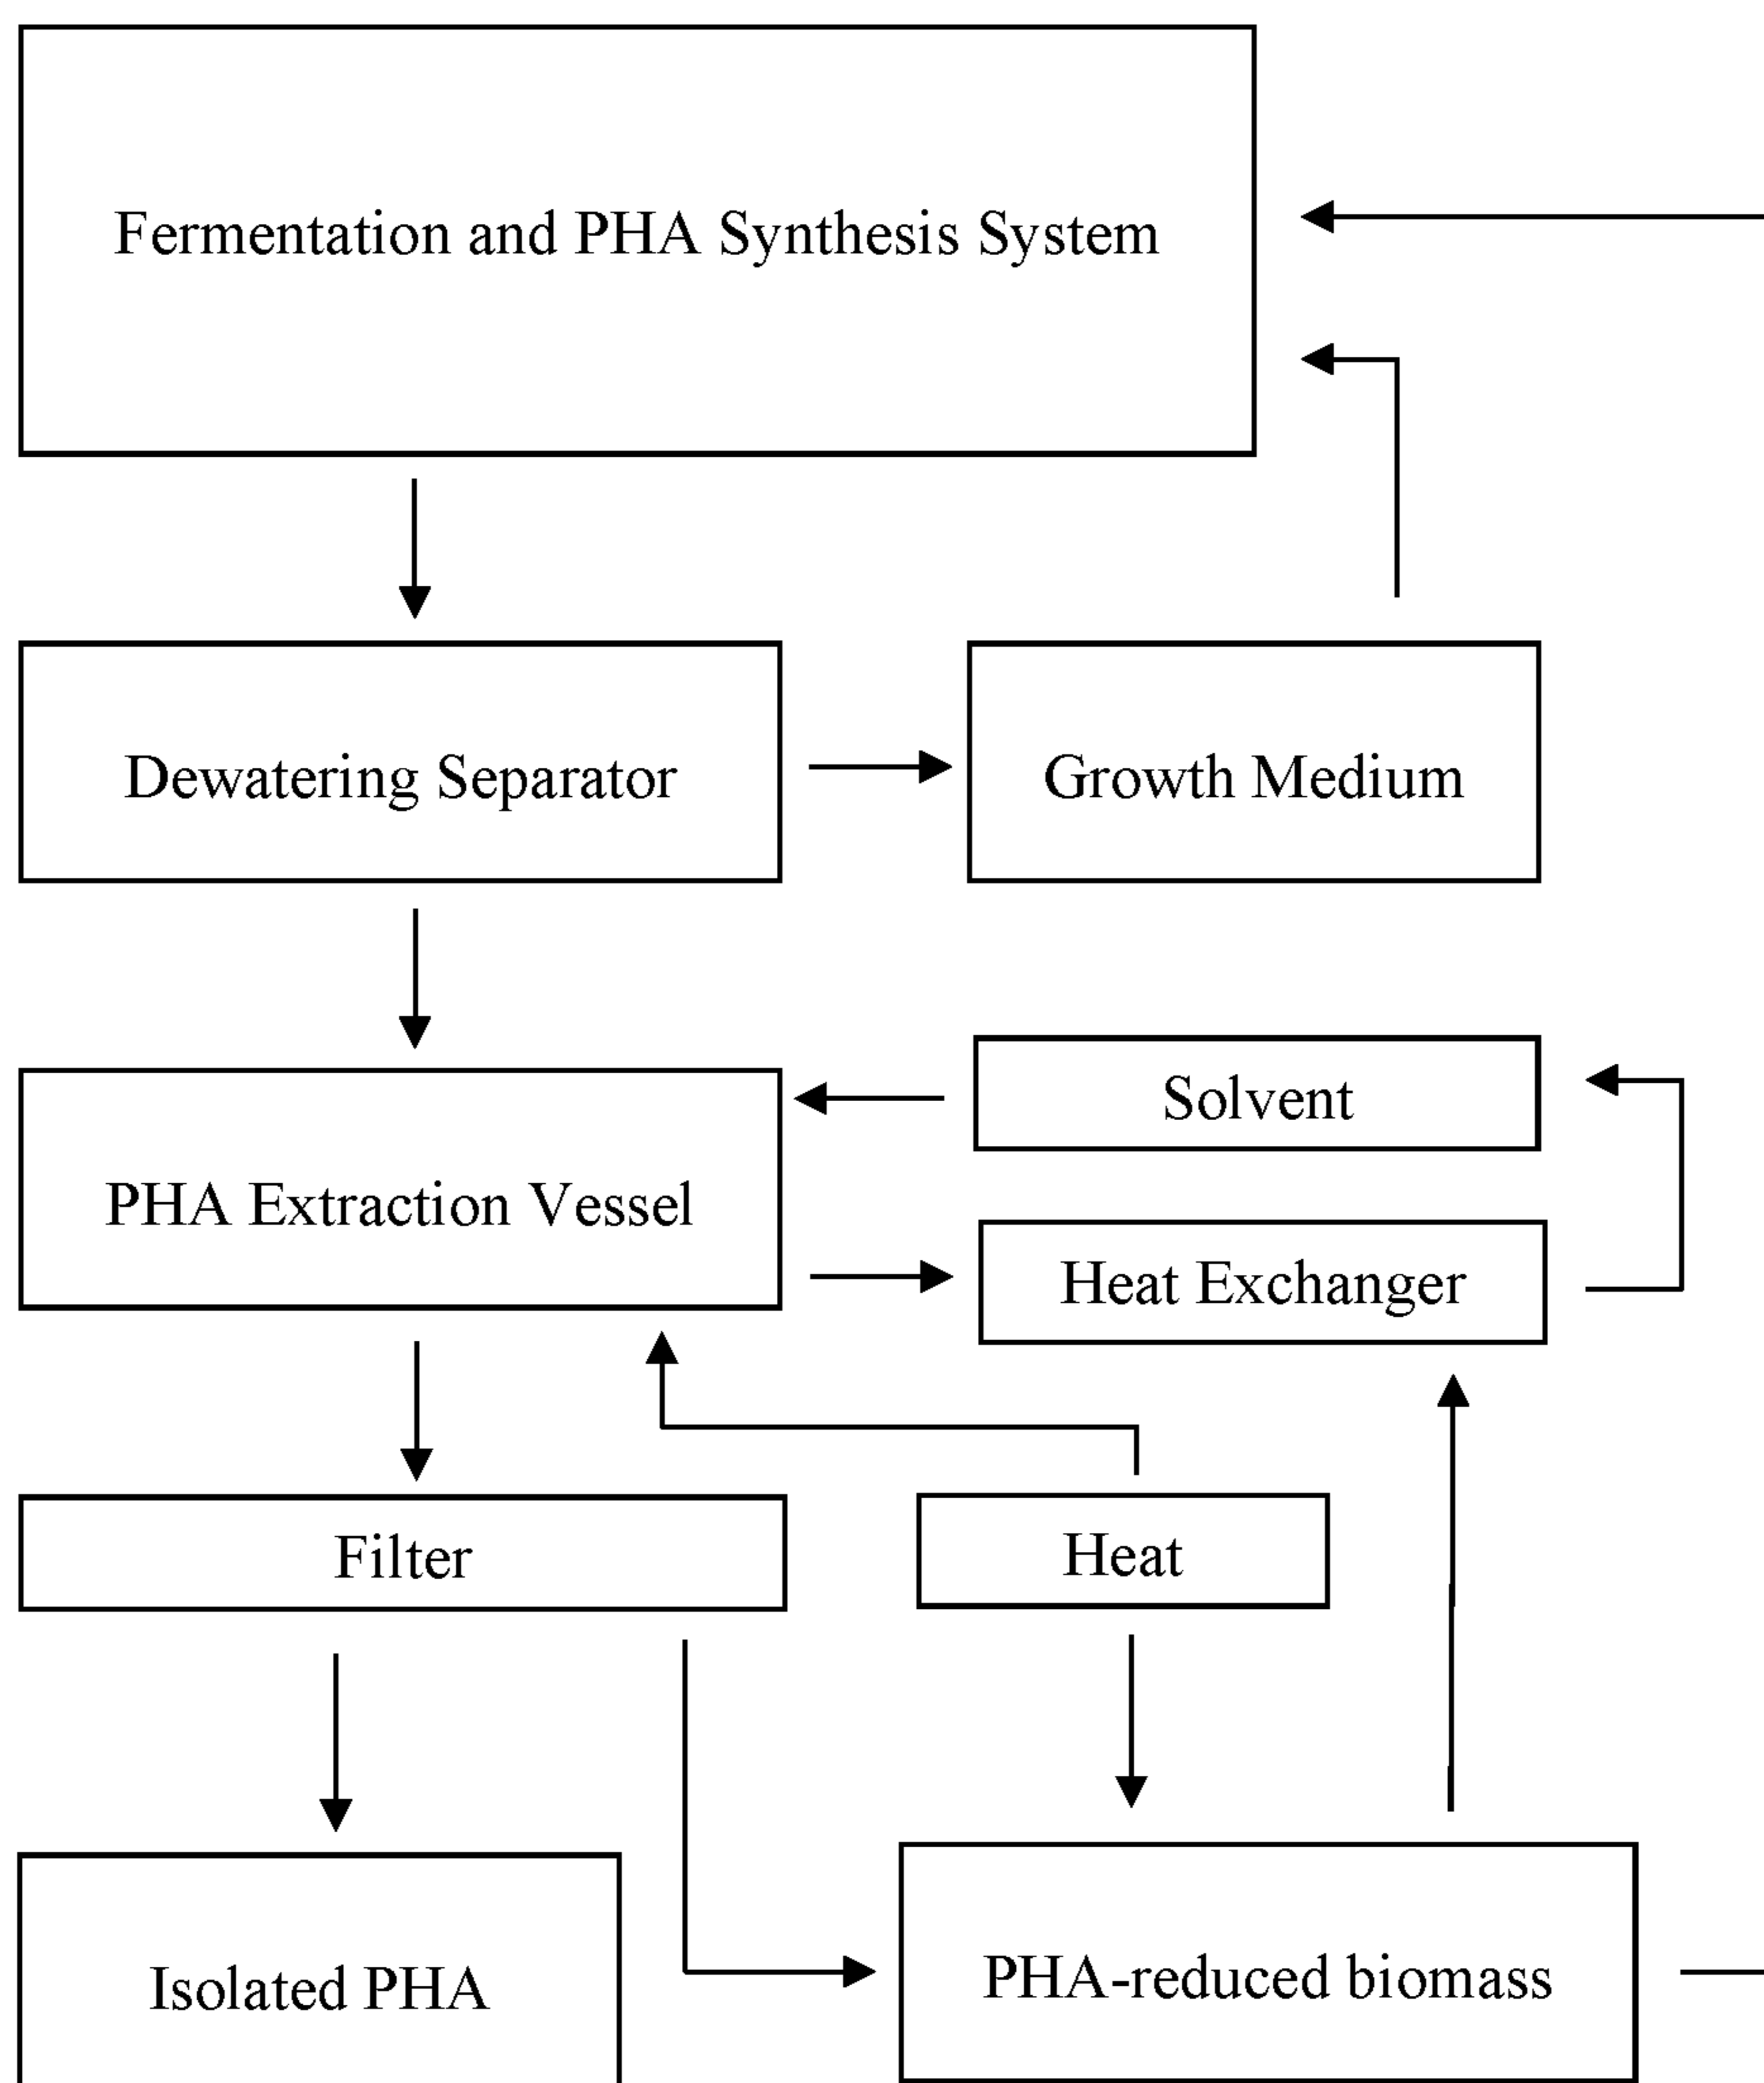 Fermentation and PHA Synthesis System
Dewatering Separator
Growth Medium
Solvent
PHA Extraction Vessel
Heat Exchanger
Filter
Heat
Isolated PHA
PHA-reduced biomass